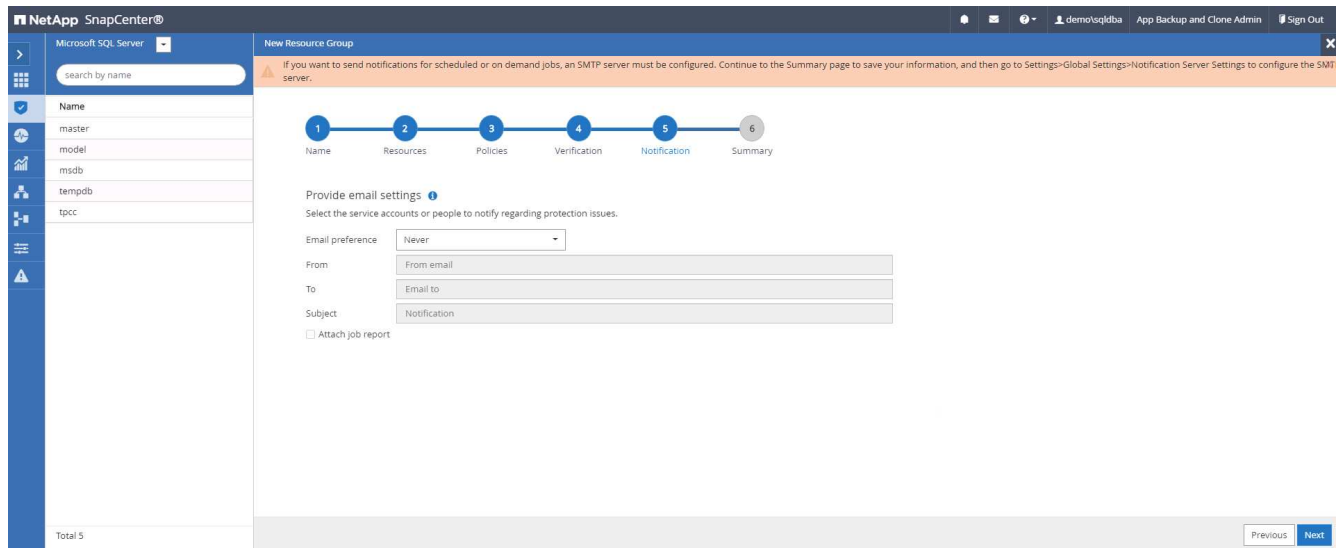 NetApp SnapCenter®
demo\sqldba App Backup and Clone Admin Sign Out
Microsoft SQL Server
search by name
Name
master
model
msdb
tempdb
tpcc
Total 5
New Resource Group
If you want to send notifications for scheduled or on demand jobs, an SMTP server must be configured. Continue to the Summary page to save your information, and then go to Settings>Global Settings>Notification Server Settings to configure the SMT
server.
1 2 3 4 5 6
Name Resources Policies Verification Notification Summary
Provide email settings
Select the service accounts or people to notify regarding protection issues.
Email preference Never
From From email
To Email to
Subject Notification
Attach job report
Previous Next